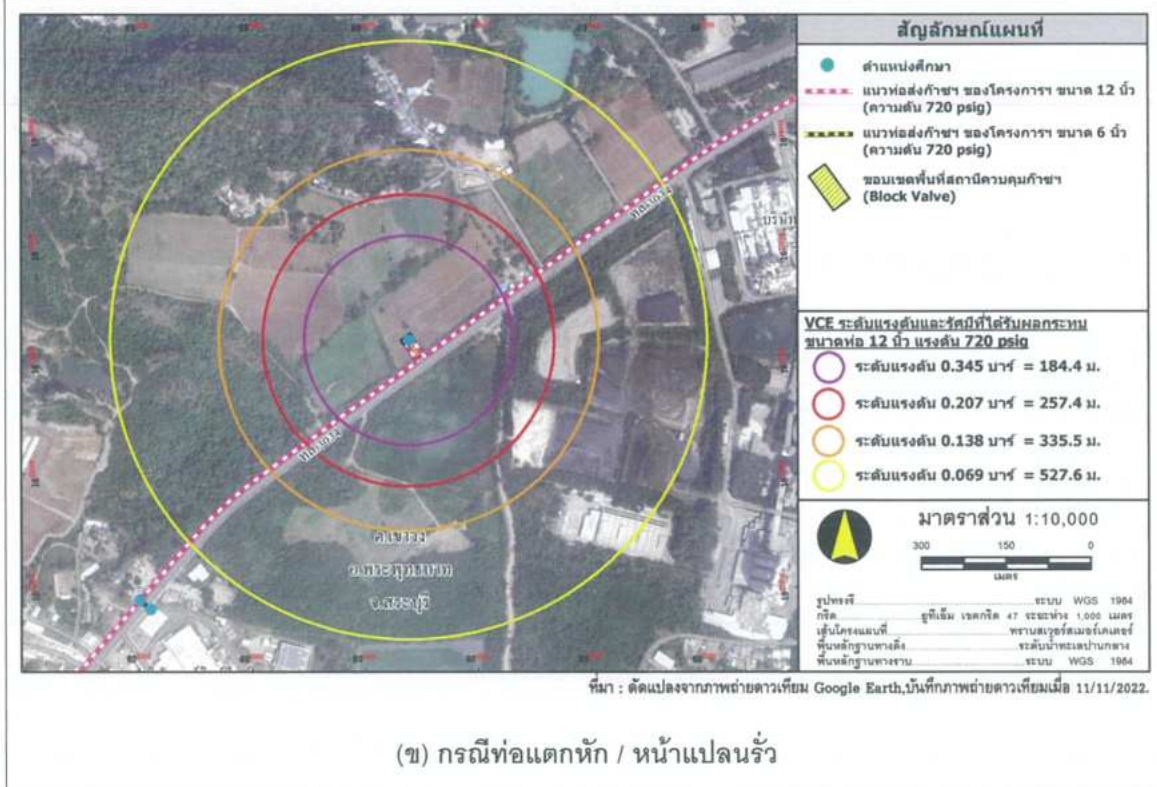 สัญลักษณ์แผนที่
ตำแหน่งศึกษา
แนวท่อส่งก๊าซฯ ของโครงการฯ ขนาด 12 นิ้ว
(ความดัน 720 psig)
แนวท่อส่งก๊าซฯ ของโครงการฯ ขนาด 6 นิ้ว
(ความดัน 720 psig)
ขอบเขตพื้นที่สถานีควบคุมก๊าซฯ
(Block Valve)
VCE ระดับแรงดันและรัศมีที่ได้รับผลกระทบ
ขนาดท่อ 12 นิ้ว แรงดัน 720 psig
ระดับแรงดัน 0.345 บาร์ = 184.4 ม.
ระดับแรงดัน 0.207 บาร์ = 257.4 ม.
ระดับแรงดัน 0.138 บาร์ = 335.5 ม.
ระดับแรงดัน 0.069 บาร์ = 527.6 ม.
มาตราส่วน 1:10,000
300 150 0
เมตร
รูปทรงรี ระบบ WGS 1984
กริด ยูทีเอ็ม เขตกริด 47 ระยะห่าง 1,000 เมตร
เส้นโครงแผนที่ ทรานสเวอร์สเมอร์เคเตอร์
พื้นหลักฐานทางดิ่ง ระดับน้ำทะเลปานกลาง
พื้นหลักฐานทางราบ ระบบ WGS 1984
อ.พระพุทธบาท
จ.สระบุรี
ที่มา : ดัดแปลงจากภาพถ่ายดาวเทียม Google Earth,บันทึกภาพถ่ายดาวเทียมเมื่อ 11/11/2022.
(ข) กรณีท่อแตกหัก / หน้าแปลนรั่ว